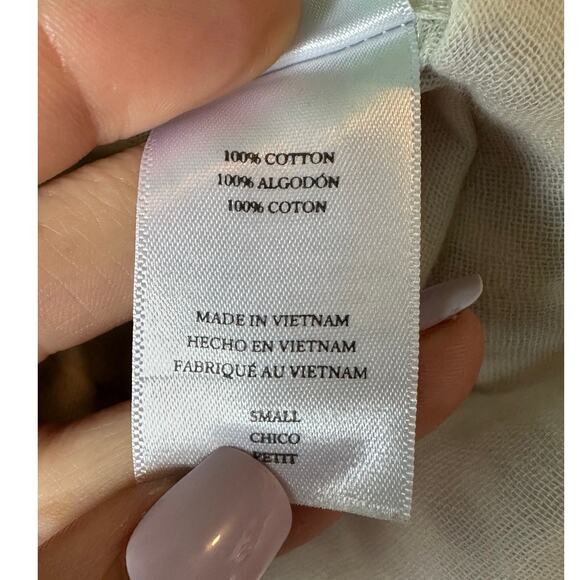 100% COTTON
100% ALGODÓN
100% COTON
MADE IN VIETNAM
HECHO EN VIETNAM
FABRIQUÉ AU VIETNAM
SMALL
CHICO
PETIT